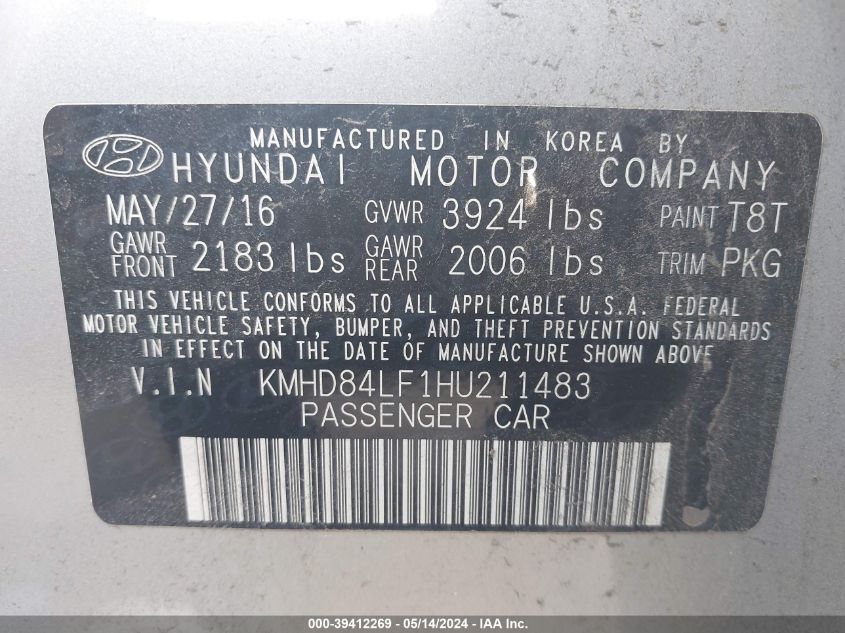 MANUFACTURED IN KOREA BY
HYUNDAI MOTOR COMPANY
MAY/27/16 GVWR 3924 lbs PAINT T8T
GAWR FRONT 2183 lbs GAWR REAR 2006 lbs TRIM PKG
THIS VEHICLE CONFORMS TO ALL APPLICABLE U.S.A. FEDERAL
MOTOR VEHICLE SAFETY, BUMPER, AND THEFT PREVENTION STANDARDS
IN EFFECT ON THE DATE OF MANUFACTURE SHOWN ABOVE
V.I.N KMHD84LF1HU211483
PASSENGER CAR
000-39412269 - 05/14/2024 - IAA Inc.